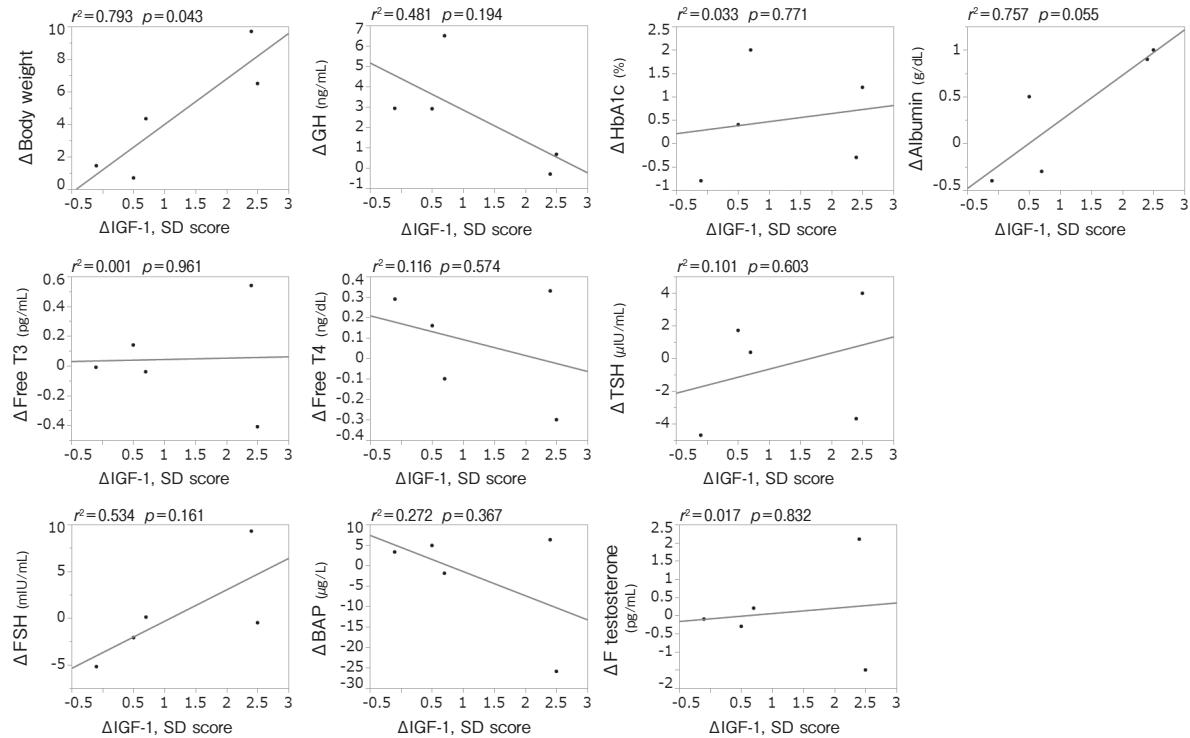 r²=0.793 p=0.043
ΔBody weight
10
8
6
4
2
0
-0.5 0 0.5 1 1.5 2 2.5 3
ΔIGF-1, SD score
r²=0.481 p=0.194
ΔGH (ng/mL)
7
6
5
4
3
2
1
0
-1
-0.5 0 0.5 1 1.5 2 2.5 3
ΔIGF-1, SD score
r²=0.033 p=0.771
ΔHbA1c (%)
2.5
2
1.5
1
0.5
0
-0.5
-1
-0.5 0 0.5 1 1.5 2 2.5 3
ΔIGF-1, SD score
r²=0.757 p=0.055
ΔAlbumin (g/dL)
1
0.5
0
-0.5
-0.5 0 0.5 1 1.5 2 2.5 3
ΔIGF-1, SD score
r²=0.001 p=0.961
ΔFree T3 (pg/mL)
0.6
0.4
0.2
0
-0.2
-0.4
-0.5 0 0.5 1 1.5 2 2.5 3
ΔIGF-1, SD score
r²=0.116 p=0.574
ΔFree T4 (ng/dL)
0.4
0.3
0.2
0.1
0
-0.1
-0.2
-0.3
-0.4
-0.5 0 0.5 1 1.5 2 2.5 3
ΔIGF-1, SD score
r²=0.101 p=0.603
ΔTSH (μIU/mL)
4
2
0
-2
-4
-0.5 0 0.5 1 1.5 2 2.5 3
ΔIGF-1, SD score
r²=0.534 p=0.161
ΔFSH (mIU/mL)
10
5
0
-5
-0.5 0 0.5 1 1.5 2 2.5 3
ΔIGF-1, SD score
r²=0.272 p=0.367
ΔBAP (μg/L)
10
5
0
-5
-10
-15
-20
-25
-30
-0.5 0 0.5 1 1.5 2 2.5 3
ΔIGF-1, SD score
r²=0.017 p=0.832
ΔF testosterone
(pg/mL)
2.5
2
1.5
1
0.5
0
-0.5
-1
-1.5
-2
-0.5 0 0.5 1 1.5 2 2.5 3
ΔIGF-1, SD score